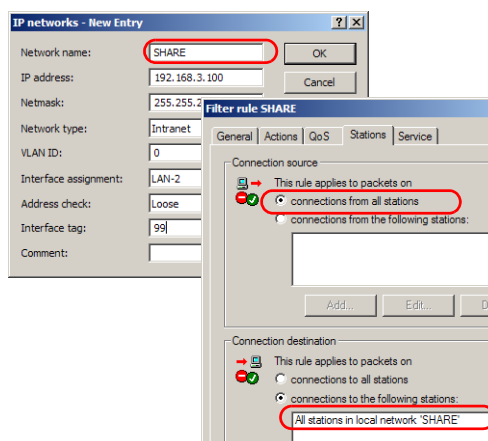 IP networks - New Entry
Network name: SHARE OK
IP address: 192.168.3.100 Cancel
Netmask: 255.255.2
Network type: Intranet
VLAN ID: 0
Interface assignment: LAN-2
Address check: Loose
Interface tag: 99
Comment:
Filter rule SHARE
General Actions QoS Stations Service
Connection source
This rule applies to packets on
connections from all stations
connections from the following stations:
Add... Edit... D
Connection destination
This rule applies to packets on
connections to all stations
connections to the following stations:
All stations in local network 'SHARE'